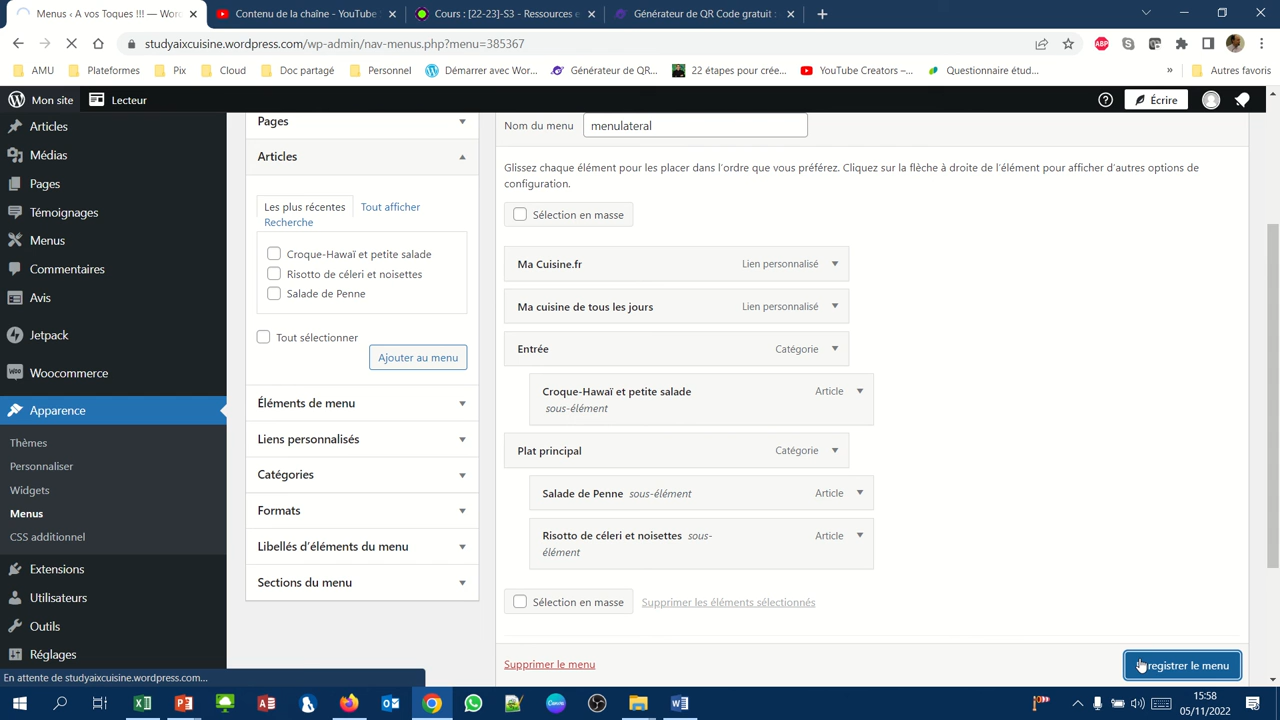 Menus ‹ A vos Toques !!! — Word
Contenu de la chaîne - YouTube S
Cours : [22-23]-S3 - Ressources e
Générateur de QR Code gratuit :
studyaixcuisine.wordpress.com/wp-admin/nav-menus.php?menu=385367
ABP
AMU
Plateformes
Pix
Cloud
Doc partagé
Personnel
Démarrer avec Wor...
Générateur de QR...
22 étapes pour crée...
YouTube Creators –...
Questionnaire étud...
»
Autres favoris
Mon site
Lecteur
Écrire
Articles
Médias
Pages
Témoignages
Menus
Commentaires
Avis
Jetpack
Woocommerce
Apparence
Thèmes
Personnaliser
Widgets
Menus
CSS additionnel
Extensions
Utilisateurs
Outils
Réglages
En attente de studyaixcuisine.wordpress.com...
Pages
Articles
Les plus récentes
Tout afficher
Recherche
Croque-Hawaï et petite salade
Risotto de céleri et noisettes
Salade de Penne
Tout sélectionner
Ajouter au menu
Éléments de menu
Liens personnalisés
Catégories
Formats
Libellés d’éléments du menu
Sections du menu
Nom du menu
menulateral
Glissez chaque élément pour les placer dans l’ordre que vous préférez. Cliquez sur la flèche à droite de l’élément pour afficher d’autres options de
configuration.
Sélection en masse
Ma Cuisine.fr
Lien personnalisé
Ma cuisine de tous les jours
Lien personnalisé
Entrée
Catégorie
Croque-Hawaï et petite salade
sous-élément
Article
Plat principal
Catégorie
Salade de Penne sous-élément
Article
Risotto de céleri et noisettes sous-
élément
Article
Sélection en masse
Supprimer les éléments sélectionnés
Supprimer le menu
registrer le menu
15:58
05/11/2022